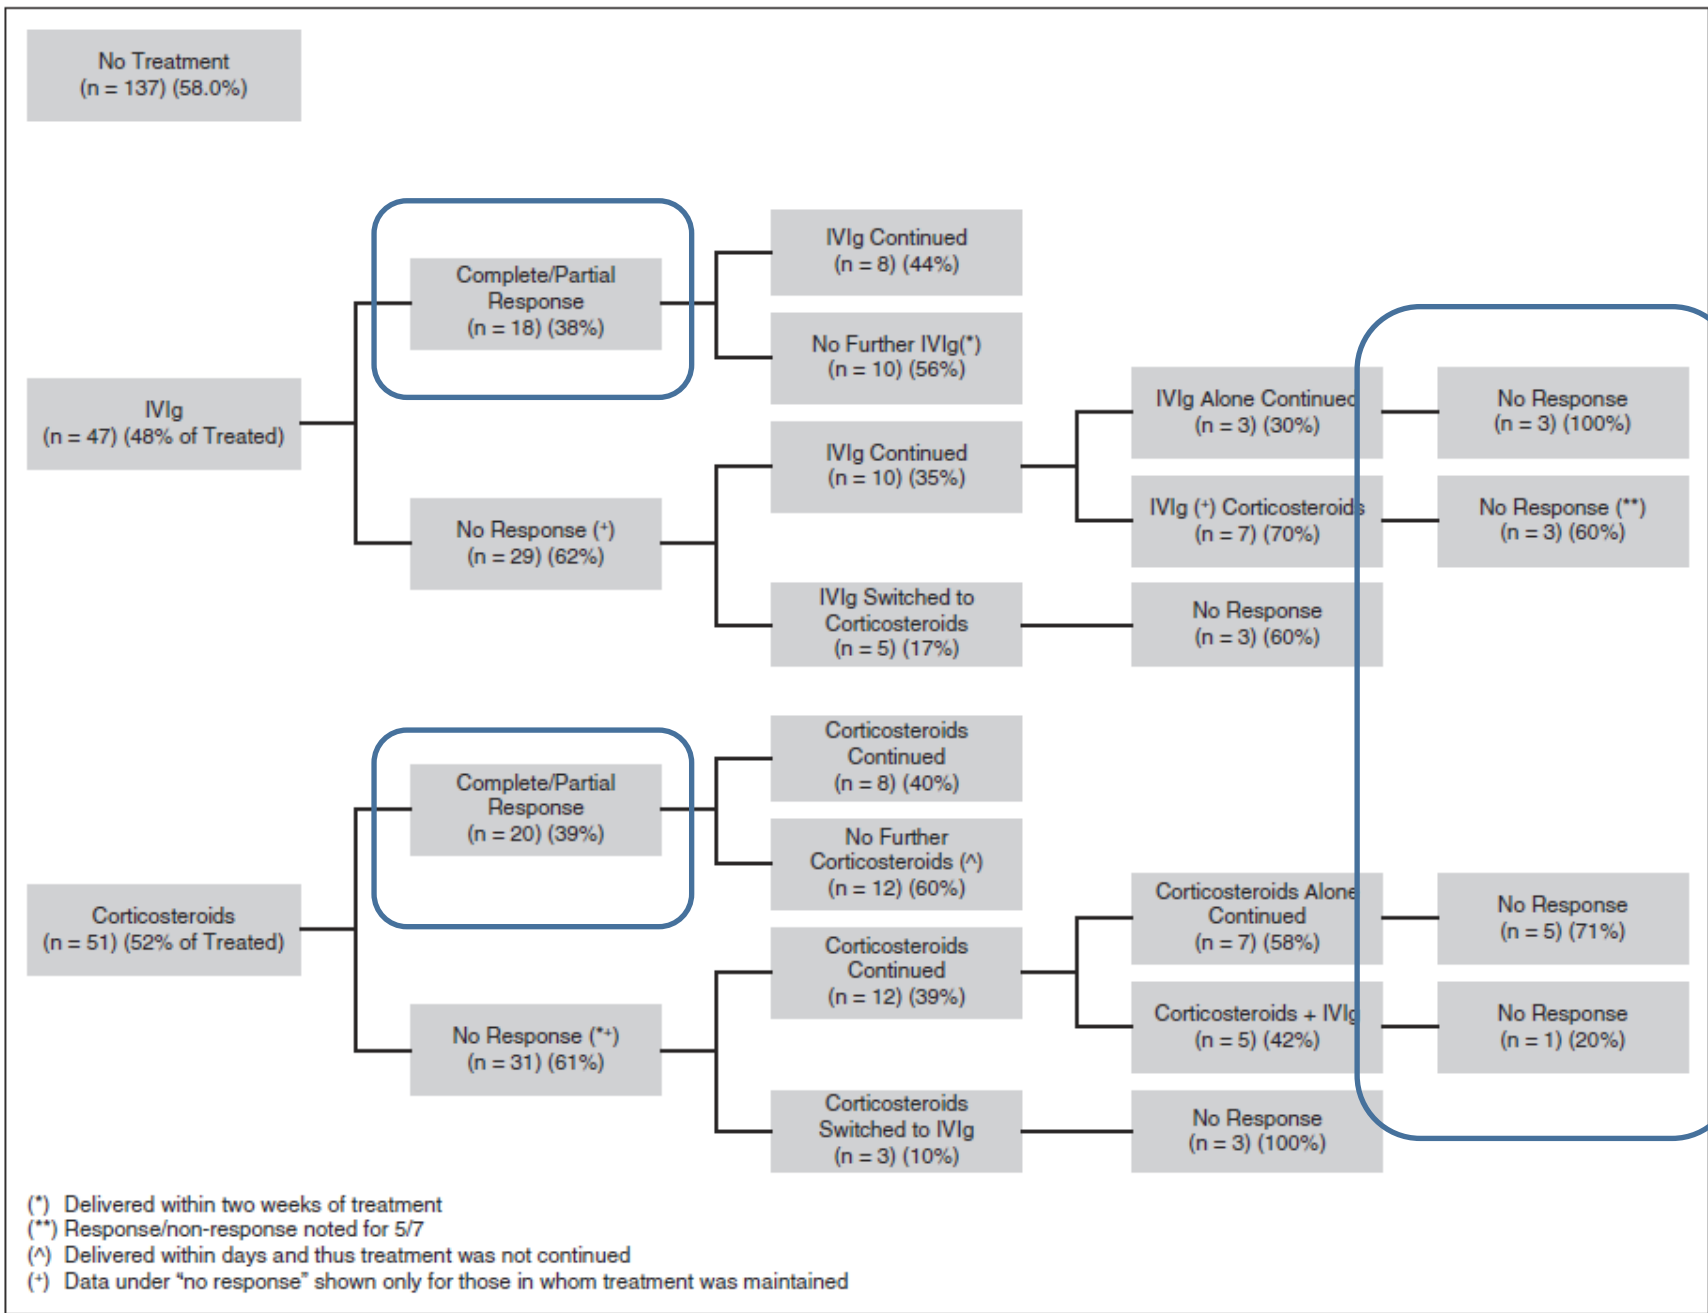 No Treatment
(n = 137) (58.0%)
IVIg
(n = 47) (48% of Treated)
Complete/Partial
Response
(n = 18) (38%)
No Response (+)
(n = 29) (62%)
IVIg Continued
(n = 8) (44%)
No Further IVIg(*)
(n = 10) (56%)
IVIg Continued
(n = 10) (35%)
IVIg Switched to
Corticosteroids
(n = 5) (17%)
IVIg Alone Continued
(n = 3) (30%)
IVIg (+) Corticosteroids
(n = 7) (70%)
No Response
(n = 3) (60%)
No Response
(n = 3) (100%)
No Response (**)
(n = 3) (60%)
Corticosteroids
(n = 51) (52% of Treated)
Complete/Partial
Response
(n = 20) (39%)
No Response (*+)
(n = 31) (61%)
Corticosteroids
Continued
(n = 8) (40%)
No Further
Corticosteroids (^)
(n = 12) (60%)
Corticosteroids
Continued
(n = 12) (39%)
Corticosteroids
Switched to IVIg
(n = 3) (10%)
Corticosteroids Alone
Continued
(n = 7) (58%)
Corticosteroids + IVIg
(n = 5) (42%)
No Response
(n = 3) (100%)
No Response
(n = 5) (71%)
No Response
(n = 1) (20%)
(*) Delivered within two weeks of treatment
(**) Response/non-response noted for 5/7
(^) Delivered within days and thus treatment was not continued
(+) Data under “no response” shown only for those in whom treatment was maintained